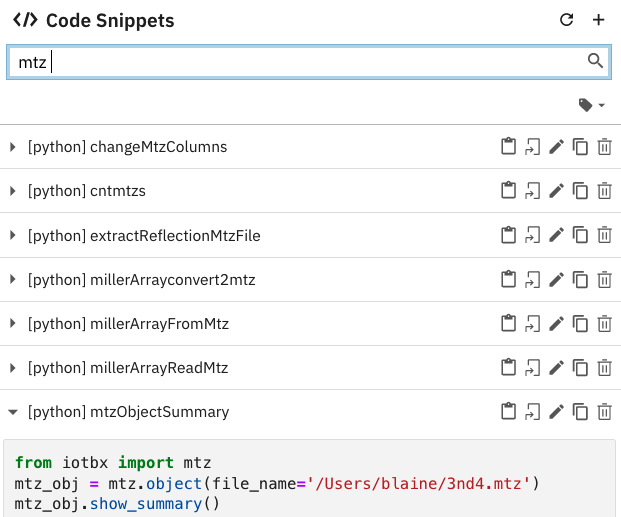 </> Code Snippets
mtz
[python] changeMtzColumns
[python] cntmtzs
[python] extractReflectionMtzFile
[python] millerArrayconvert2mtz
[python] millerArrayFromMtz
[python] millerArrayReadMtz
[python] mtzObjectSummary
from iotbx import mtz
mtz_obj = mtz.object(file_name='/Users/blaine/3nd4.mtz')
mtz_obj.show_summary()